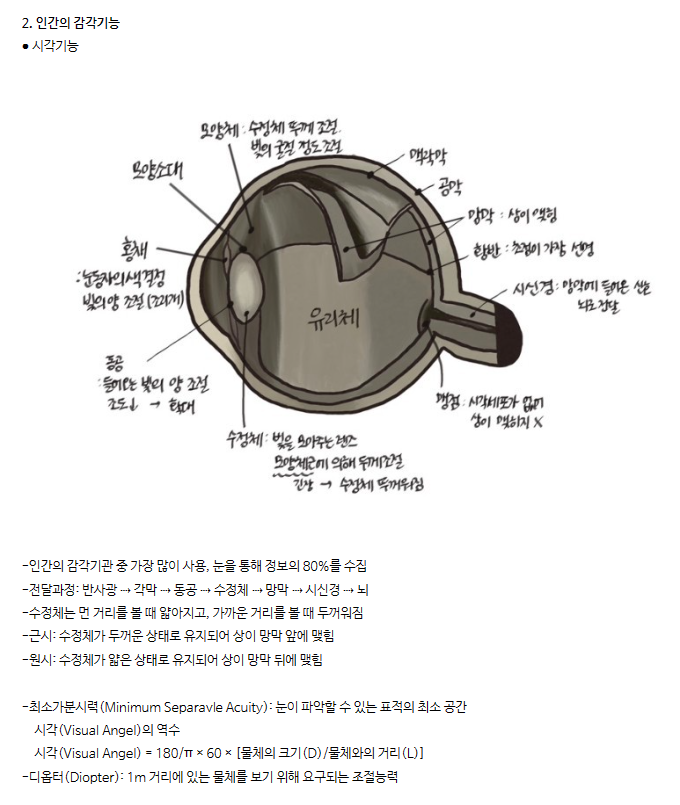 2. 인간의 감각기능
● 시각기능
모양체 : 수정체 두께 조절.
빛의 굴절 정도 조절
모양소대
맥락막
공막
망막 : 상이 맺힘
홍채
: 눈동자의 색 결정
빛의 양 조절 (조리개)
황반 : 초점이 가장 선명
시신경 : 망막에 들어온 신호
뇌로 전달
유리체
동공
: 들어오는 빛의 양 조절
조도↓ → 확대
맹점 : 시각세포가 없어
상이 맺히지 X
수정체 : 빛을 모아주는 렌즈
모양체근에 의해 두께 조절
긴장 → 수정체 두꺼워짐
-인간의 감각기관 중 가장 많이 사용, 눈을 통해 정보의 80%를 수집
-전달과정: 반사광 → 각막 → 동공 → 수정체 → 망막 → 시신경 → 뇌
-수정체는 먼 거리를 볼 때 얇아지고, 가까운 거리를 볼 때 두꺼워짐
-근시: 수정체가 두꺼운 상태로 유지되어 상이 망막 앞에 맺힘
-원시: 수정체가 얇은 상태로 유지되어 상이 망막 뒤에 맺힘
-최소가분시력(Minimum Separavle Acuity): 눈이 파악할 수 있는 표적의 최소 공간
시각(Visual Angel)의 역수
시각(Visual Angel) = 180/π × 60 × [물체의 크기(D)/물체와의 거리(L)]
-디옵터(Diopter): 1m 거리에 있는 물체를 보기 위해 요구되는 조절능력